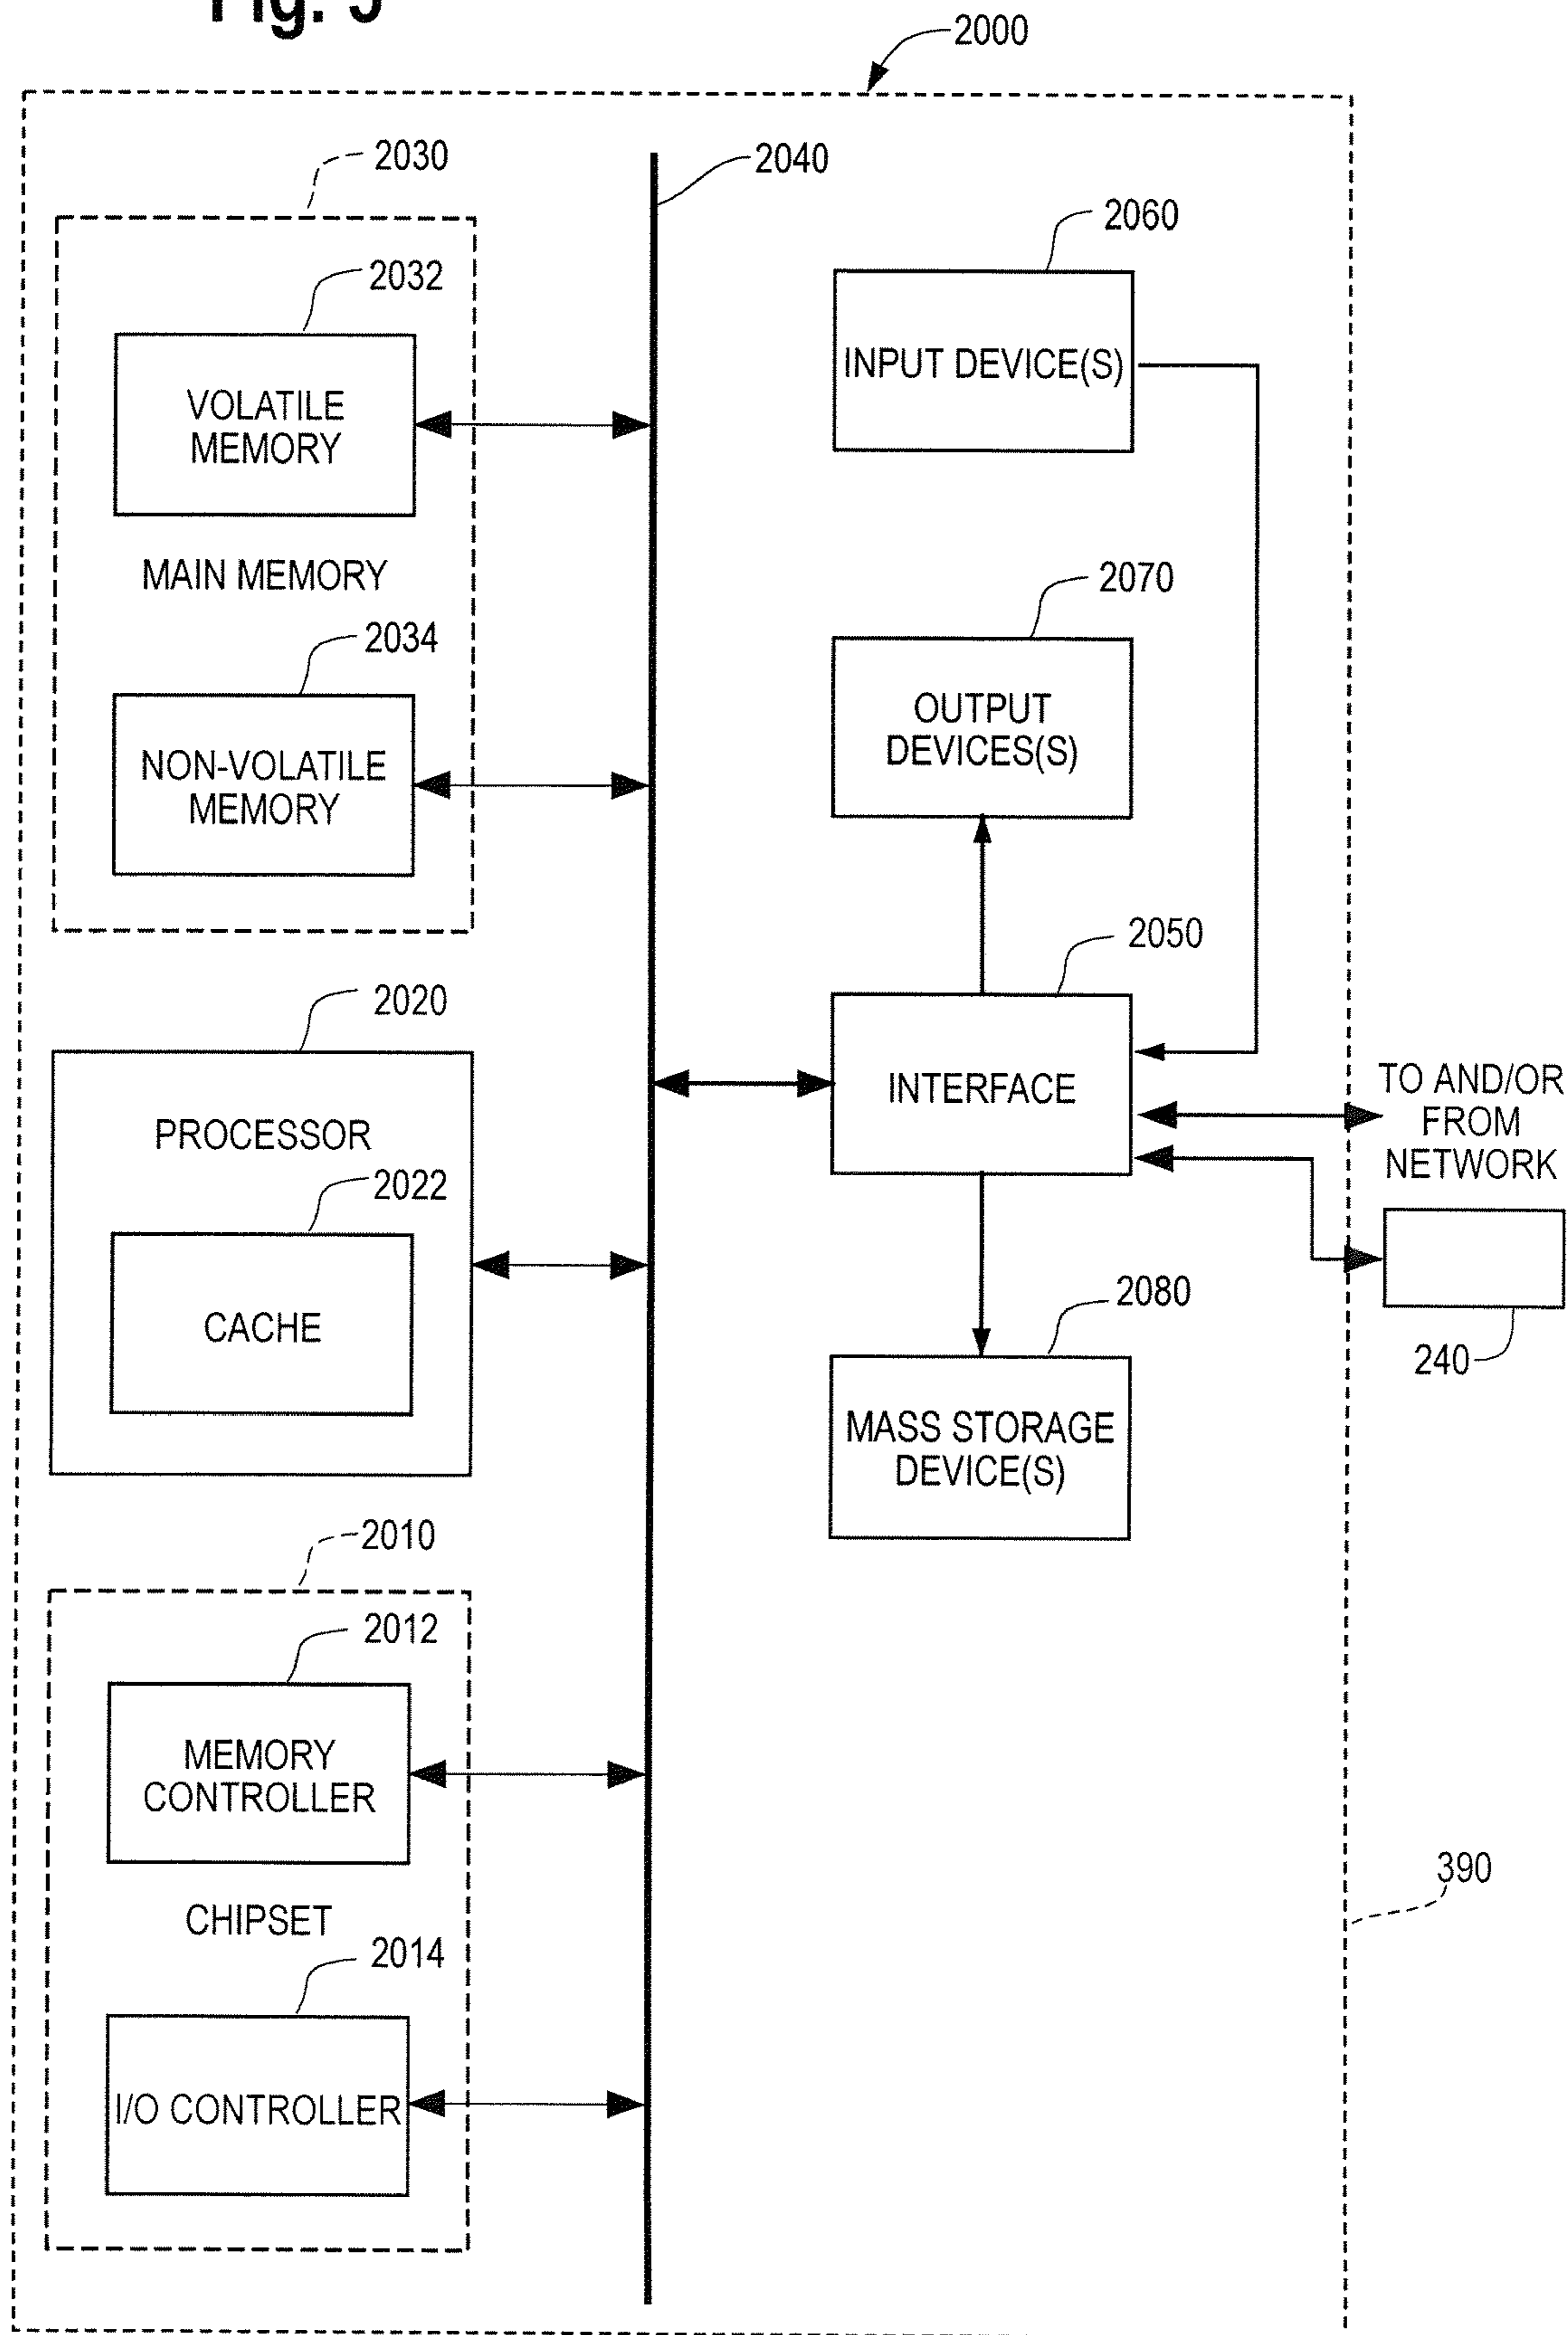 Fig. 5
2000
2030
2040
2060
2032
VOLATILE
MEMORY
INPUT DEVICE(S)
MAIN MEMORY
2070
2034
OUTPUT
DEVICES(S)
NON-VOLATILE
MEMORY
2050
2020
INTERFACE
TO AND/OR
FROM
NETWORK
PROCESSOR
2022
CACHE
2080
240
MASS STORAGE
DEVICE(S)
2010
2012
MEMORY
CONTROLLER
390
CHIPSET
2014
I/O CONTROLLER